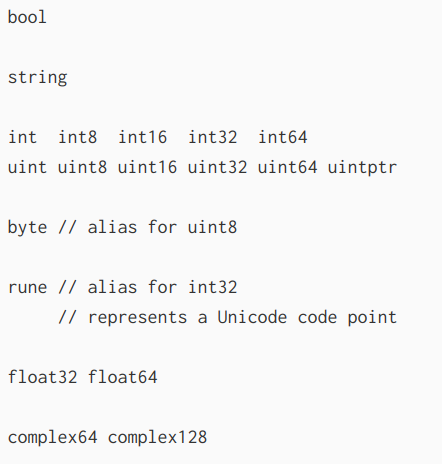 bool
string
int  int8  int16  int32  int64
uint uint8 uint16 uint32 uint64 uintptr
byte // alias for uint8
rune // alias for int32
     // represents a Unicode code point
float32 float64
complex64 complex128